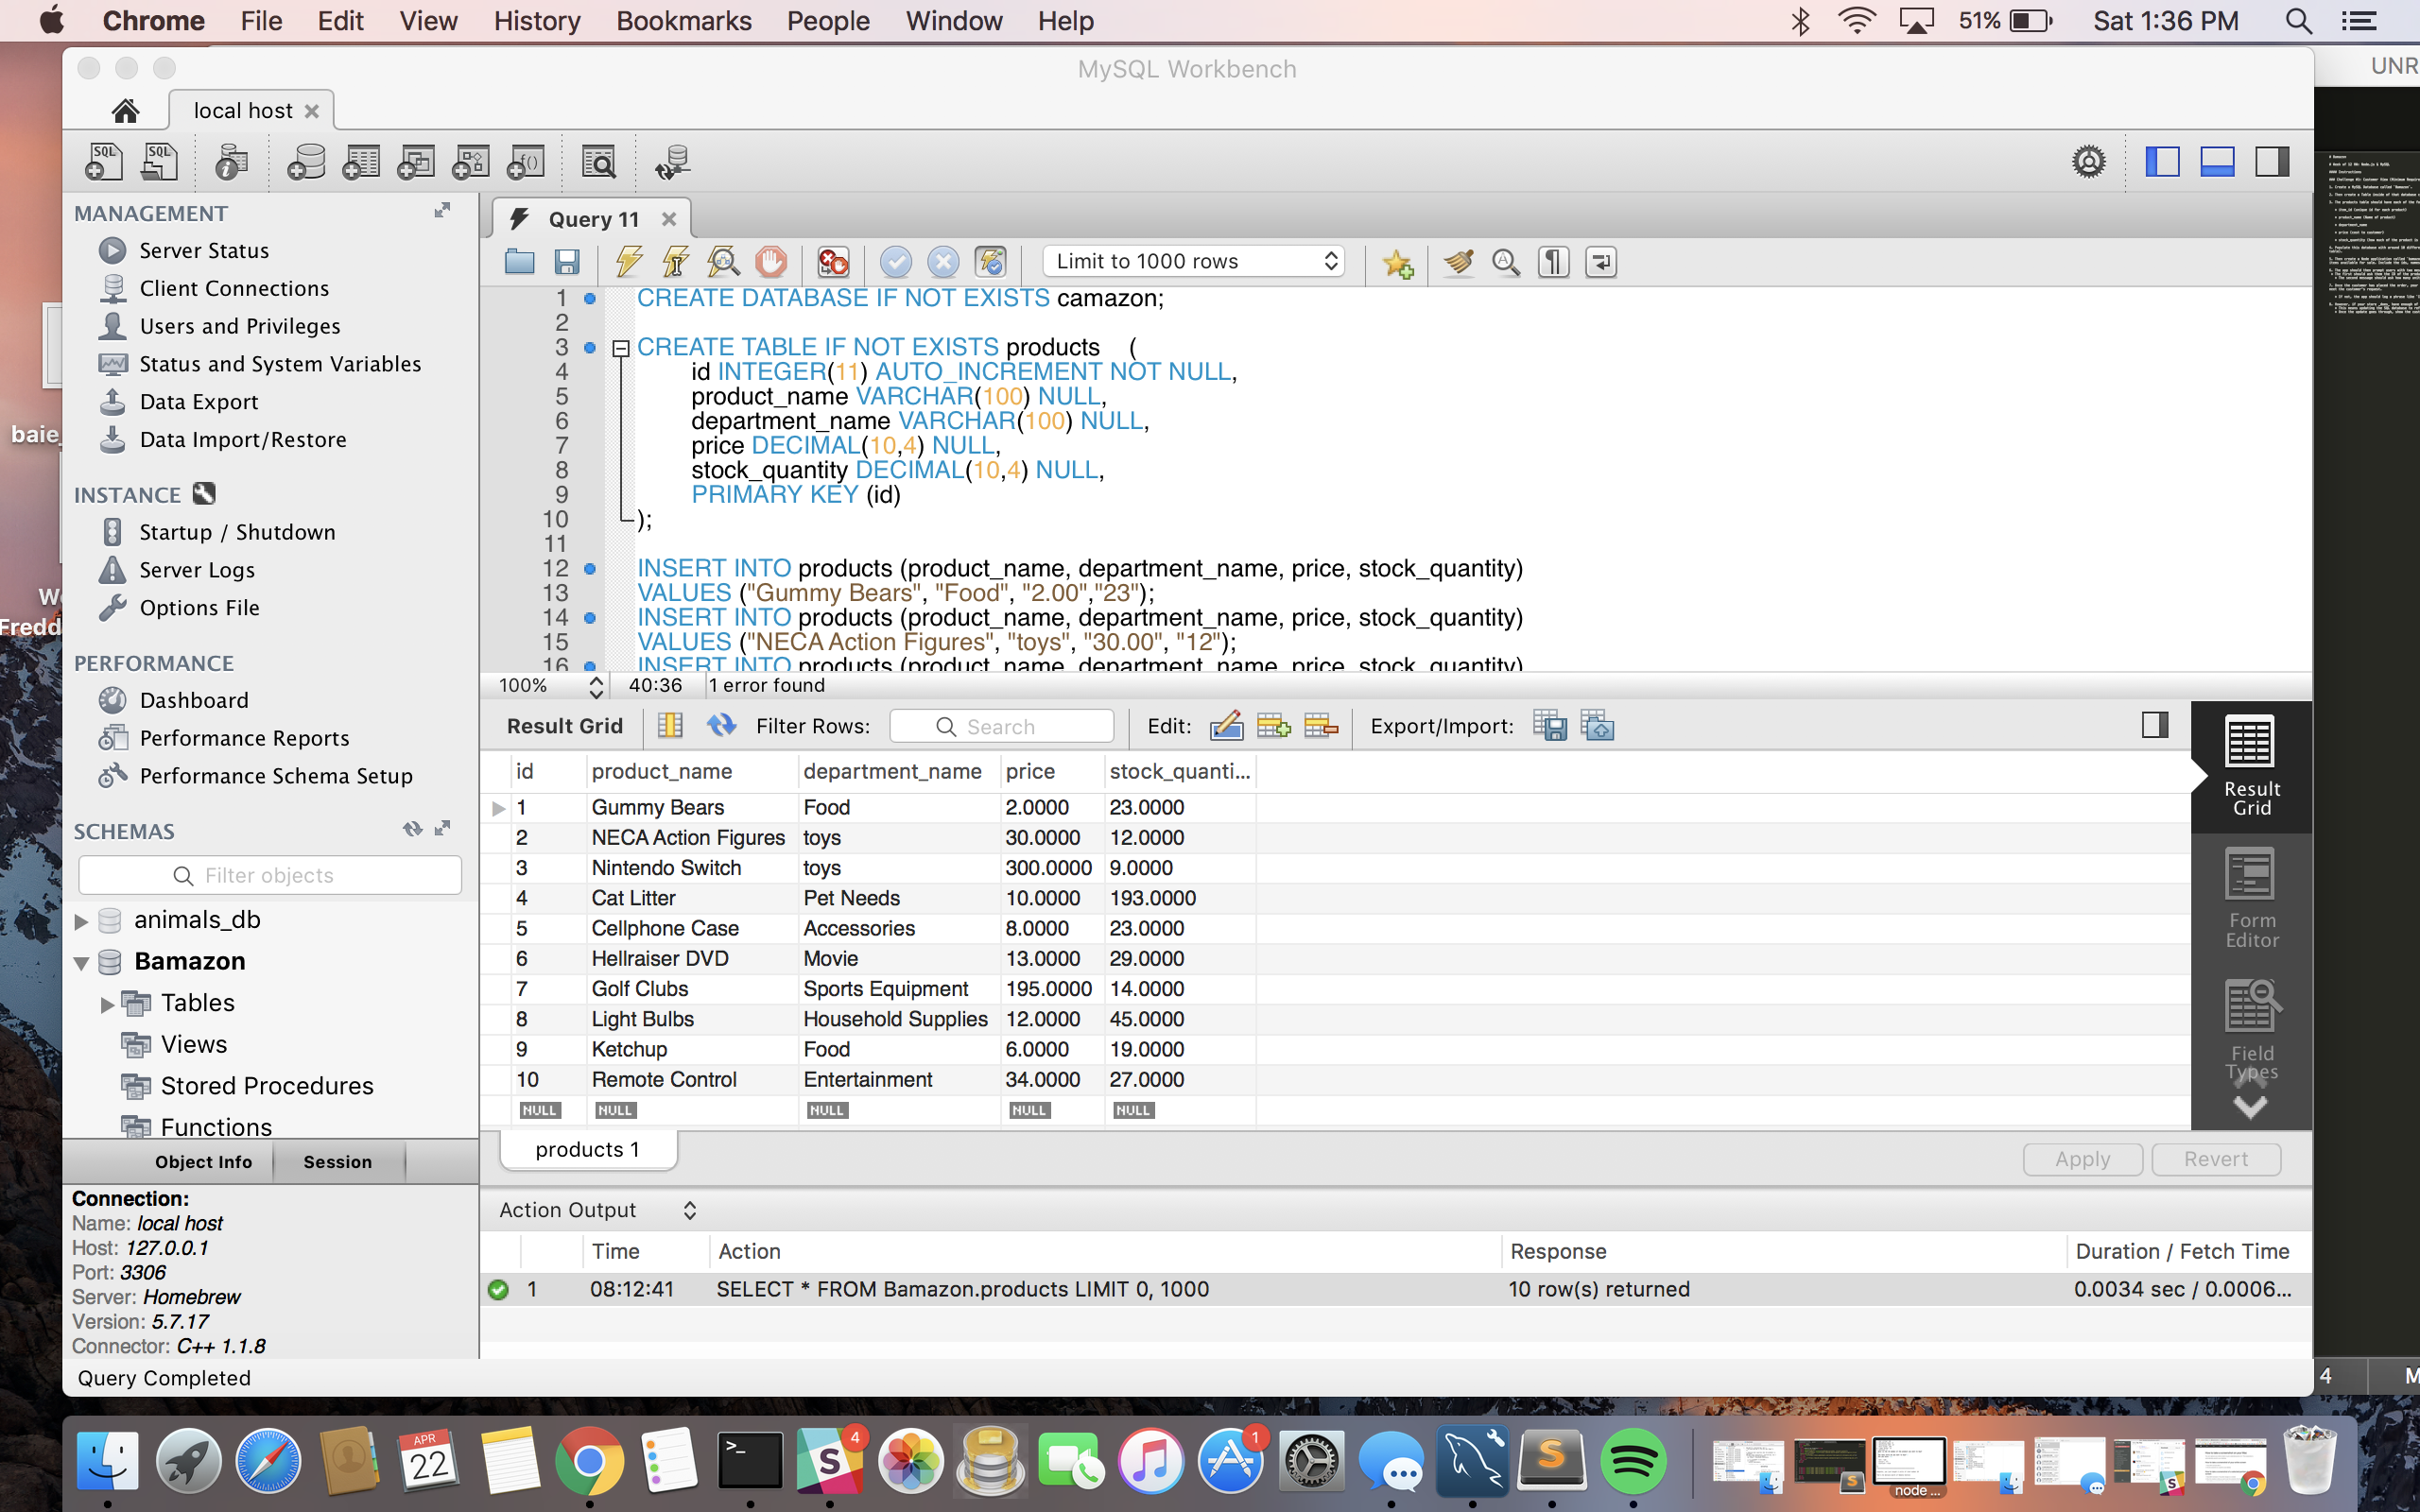 Chrome File Edit View History Bookmarks People Window Help 51% Sat 1:36 PM
MySQL Workbench
UNR
local host
MANAGEMENT
Server Status
Client Connections
Users and Privileges
Status and System Variables
Data Export
Data Import/Restore
INSTANCE
Startup / Shutdown
Server Logs
Options File
PERFORMANCE
Dashboard
Performance Reports
Performance Schema Setup
SCHEMAS
Filter objects
animals_db
Bamazon
Tables
Views
Stored Procedures
Functions
Object Info Session
Connection:
Name: local host
Host: 127.0.0.1
Port: 3306
Server: Homebrew
Version: 5.7.17
Connector: C++ 1.1.8
Query Completed
baie_
Fredd
Query 11
Limit to 1000 rows
1 CREATE DATABASE IF NOT EXISTS camazon;
2
3 CREATE TABLE IF NOT EXISTS products (
4 id INTEGER(11) AUTO_INCREMENT NOT NULL,
5 product_name VARCHAR(100) NULL,
6 department_name VARCHAR(100) NULL,
7 price DECIMAL(10,4) NULL,
8 stock_quantity DECIMAL(10,4) NULL,
9 PRIMARY KEY (id)
10 );
11
12 INSERT INTO products (product_name, department_name, price, stock_quantity)
13 VALUES ("Gummy Bears", "Food", "2.00","23");
14 INSERT INTO products (product_name, department_name, price, stock_quantity)
15 VALUES ("NECA Action Figures", "toys", "30.00", "12");
16 INSERT INTO products (product_name, department_name, price, stock_quantity)
100% 40:36 1 error found
Result Grid Filter Rows: Search Edit: Export/Import:
id product_name department_name price stock_quanti...
1 Gummy Bears Food 2.0000 23.0000
2 NECA Action Figures toys 30.0000 12.0000
3 Nintendo Switch toys 300.0000 9.0000
4 Cat Litter Pet Needs 10.0000 193.0000
5 Cellphone Case Accessories 8.0000 23.0000
6 Hellraiser DVD Movie 13.0000 29.0000
7 Golf Clubs Sports Equipment 195.0000 14.0000
8 Light Bulbs Household Supplies 12.0000 45.0000
9 Ketchup Food 6.0000 19.0000
10 Remote Control Entertainment 34.0000 27.0000
NULL NULL NULL NULL NULL
Result
Grid
Form
Editor
Field
Types
products 1 Apply Revert
Action Output
Time Action Response Duration / Fetch Time
1 08:12:41 SELECT * FROM Bamazon.products LIMIT 0, 1000 10 row(s) returned 0.0034 sec / 0.0006...
4 M
APR
22
4
1
node ...